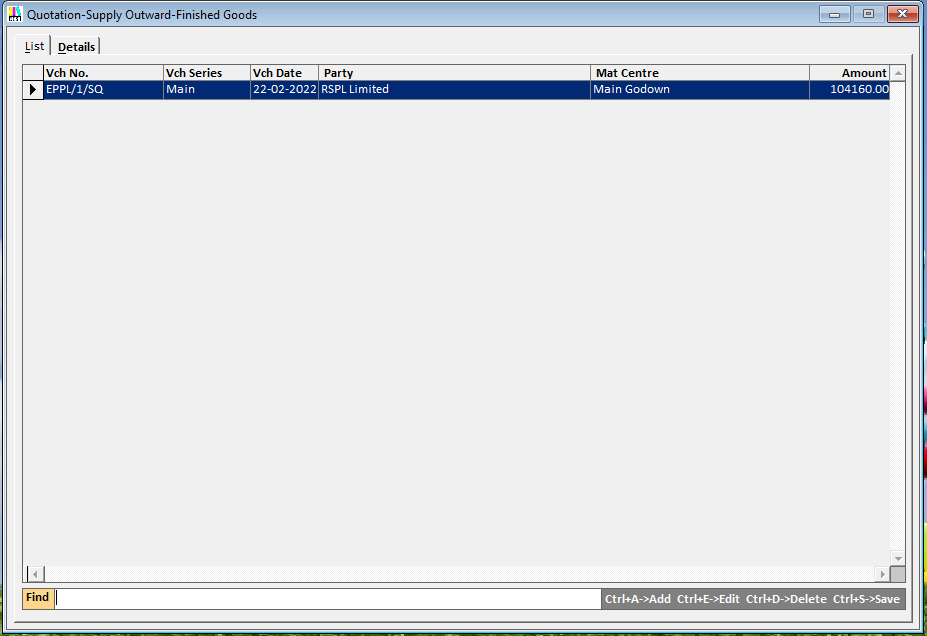 Quotation-Supply Outward-Finished Goods
List Details
Vch No. Vch Series Vch Date Party Mat Centre Amount
EPPL/1/SQ Main 22-02-2022 RSPL Limited Main Godown 104160.00
Find Ctrl+A->Add Ctrl+E->Edit Ctrl+D->Delete Ctrl+S->Save